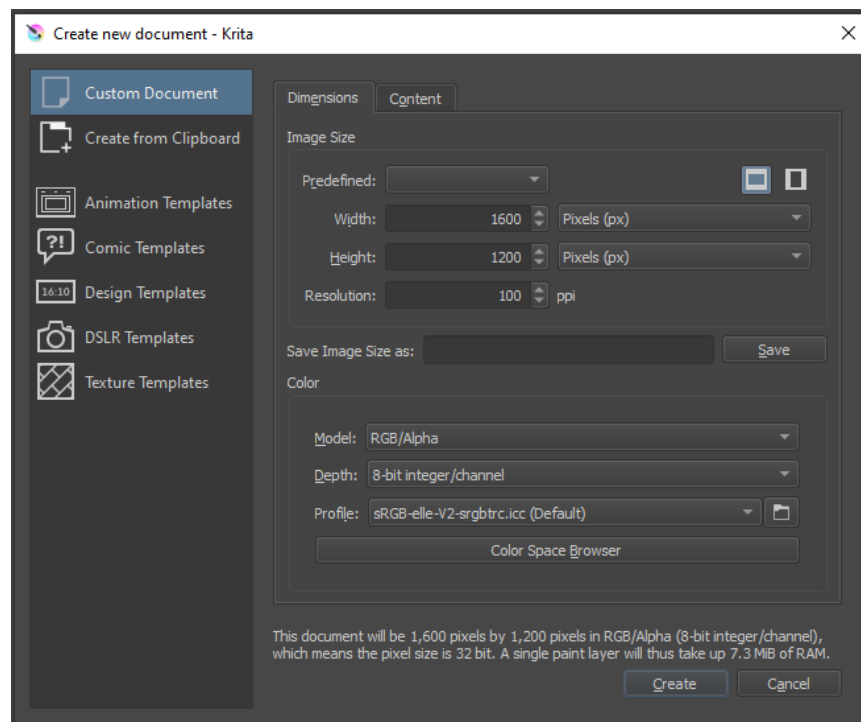 Create new document - Krita
Custom Document
Create from Clipboard
Animation Templates
?!
Comic Templates
16:10
Design Templates
DSLR Templates
Texture Templates
Dimensions
Content
Image Size
Predefined:
Width: 1600 Pixels (px)
Height: 1200 Pixels (px)
Resolution: 100 ppi
Save Image Size as: Save
Color
Model: RGB/Alpha
Depth: 8-bit integer/channel
Profile: sRGB-elle-V2-srgbtrc.icc (Default)
Color Space Browser
This document will be 1,600 pixels by 1,200 pixels in RGB/Alpha (8-bit integer/channel),
which means the pixel size is 32 bit. A single paint layer will thus take up 7.3 MiB of RAM.
Create Cancel